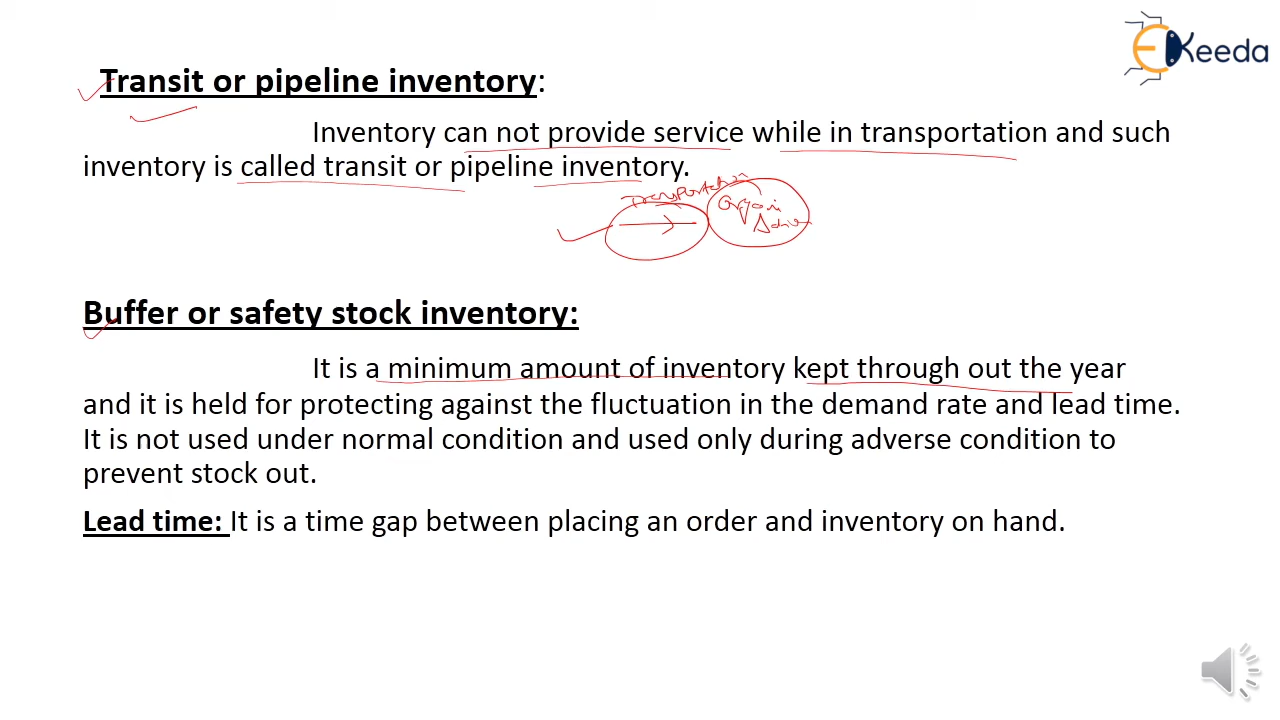 EKeeda
Transit or pipeline inventory:
Inventory can not provide service while in transportation and such
inventory is called transit or pipeline inventory.
Transportation
Buffer or safety stock inventory:
It is a minimum amount of inventory kept through out the year
and it is held for protecting against the fluctuation in the demand rate and lead time.
It is not used under normal condition and used only during adverse condition to
prevent stock out.
Lead time: It is a time gap between placing an order and inventory on hand.